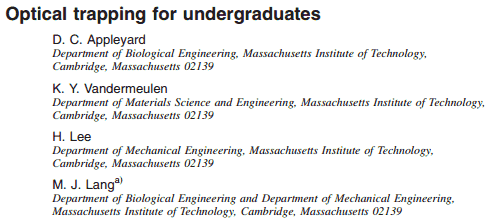 Optical trapping for undergraduates
D. C. Appleyard
Department of Biological Engineering, Massachusetts Institute of Technology,
Cambridge, Massachusetts 02139
K. Y. Vandermeulen
Department of Materials Science and Engineering, Massachusetts Institute of Technology,
Cambridge, Massachusetts 02139
H. Lee
Department of Mechanical Engineering, Massachusetts Institute of Technology,
Cambridge, Massachusetts 02139
M. J. Lang a)
Department of Biological Engineering and Department of Mechanical Engineering,
Massachusetts Institute of Technology, Cambridge, Massachusetts 02139